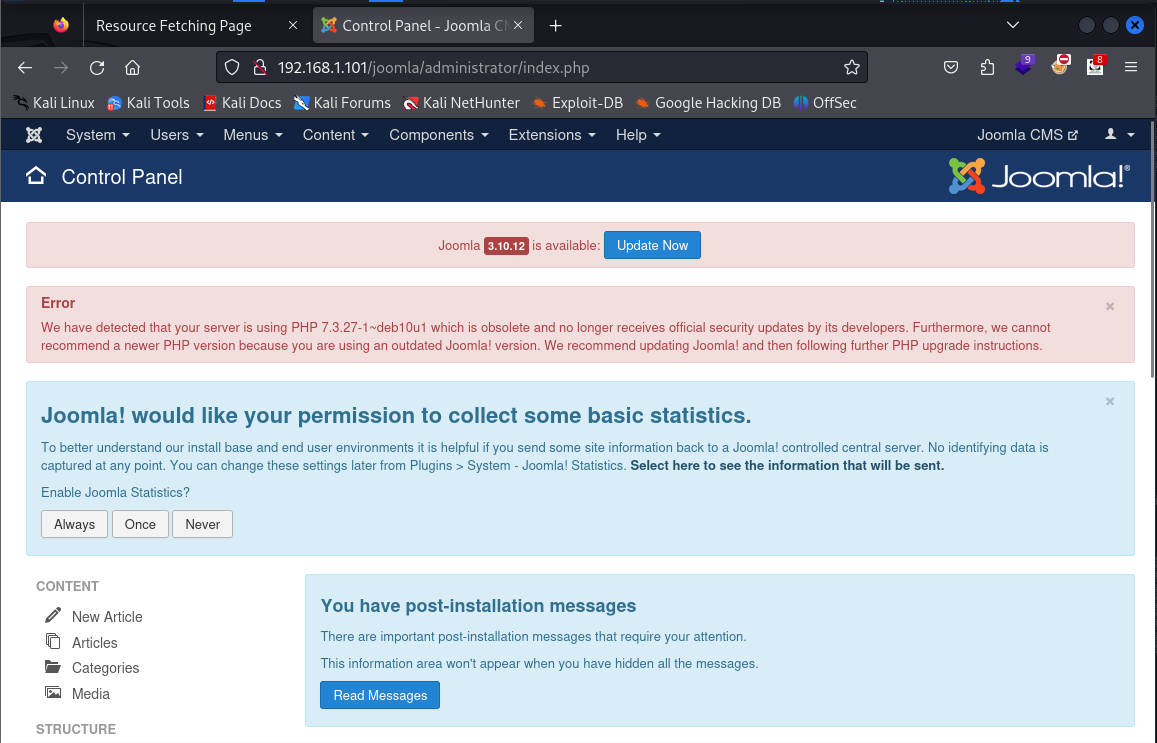 Resource Fetching Page
Control Panel - Joomla C
192.168.1.101/joomla/administrator/index.php
9
8
Kali Linux Kali Tools Kali Docs Kali Forums Kali NetHunter Exploit-DB Google Hacking DB OffSec
System Users Menus Content Components Extensions Help Joomla CMS
Control Panel
Joomla!®
Joomla 3.10.12 is available: Update Now
Error
We have detected that your server is using PHP 7.3.27-1~deb10u1 which is obsolete and no longer receives official security updates by its developers. Furthermore, we cannot
recommend a newer PHP version because you are using an outdated Joomla! version. We recommend updating Joomla! and then following further PHP upgrade instructions.
Joomla! would like your permission to collect some basic statistics.
To better understand our install base and end user environments it is helpful if you send some site information back to a Joomla! controlled central server. No identifying data is
captured at any point. You can change these settings later from Plugins > System - Joomla! Statistics. Select here to see the information that will be sent.
Enable Joomla Statistics?
Always Once Never
CONTENT
New Article
Articles
Categories
Media
STRUCTURE
You have post-installation messages
There are important post-installation messages that require your attention.
This information area won't appear when you have hidden all the messages.
Read Messages